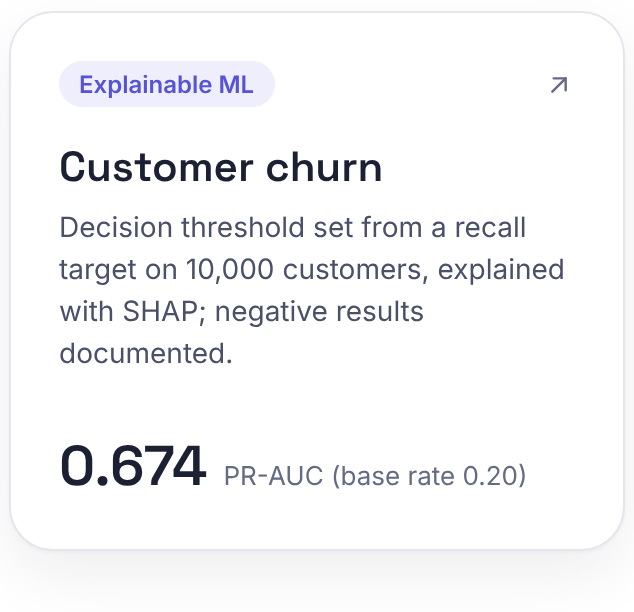 Explainable ML
Customer churn
Decision threshold set from a recall
target on 10,000 customers, explained
with SHAP; negative results
documented.
0.674 PR-AUC (base rate 0.20)